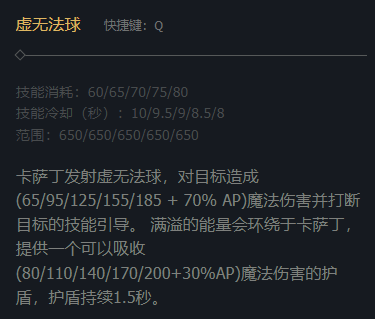 虚无法球 快捷键：Q
技能消耗：60/65/70/75/80
技能冷却（秒）：10/9.5/9/8.5/8
范围：650/650/650/650/650
卡萨丁发射虚无法球，对目标造成
(65/95/125/155/185 + 70% AP)魔法伤害并打断
目标的技能引导。 满溢的能量会环绕于卡萨丁，
提供一个可以吸收
(80/110/140/170/200+30%AP)魔法伤害的护
盾，护盾持续1.5秒。